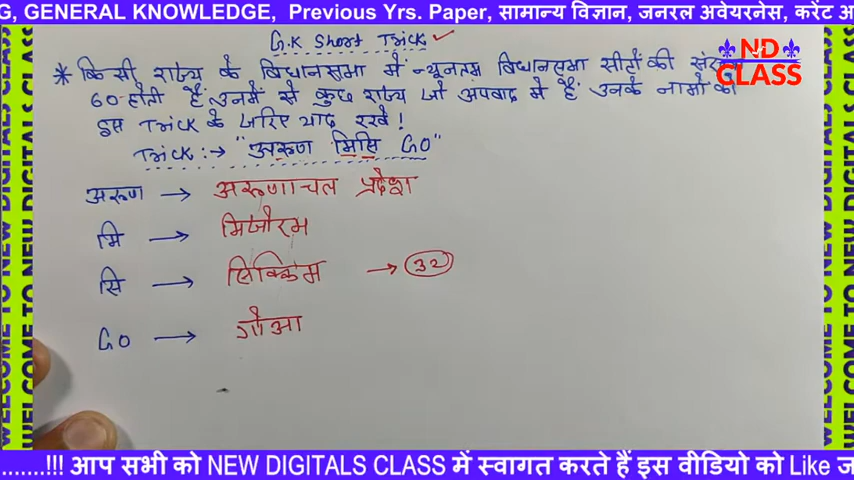 G, GENERAL KNOWLEDGE, Previous Yrs. Paper, सामान्य विज्ञान, जनरल अवेयरनेस, करेंट अ
G.K Short Trick ✓
ND
CLASS
* किसी राज्य के विधानसभा में न्यूनतम विधानसभा सीटों की
60 होती हैं उनमें से कुछ राज्य जो अपवाद में हैं उनके नामों को
इस Trick के जरिए याद रखें!
Trick:→ "अरूण मिसि GO"
अरूण → अरूणाचल प्रदेश
मि → मिजोरम
सि → सिक्किम → 32
GO → गोआ
.......!!! आप सभी को NEW DIGITALS CLASS में स्वागत करते हैं इस वीडियो को Like ज
WELCOME TO NEW DIGITALS CLASS